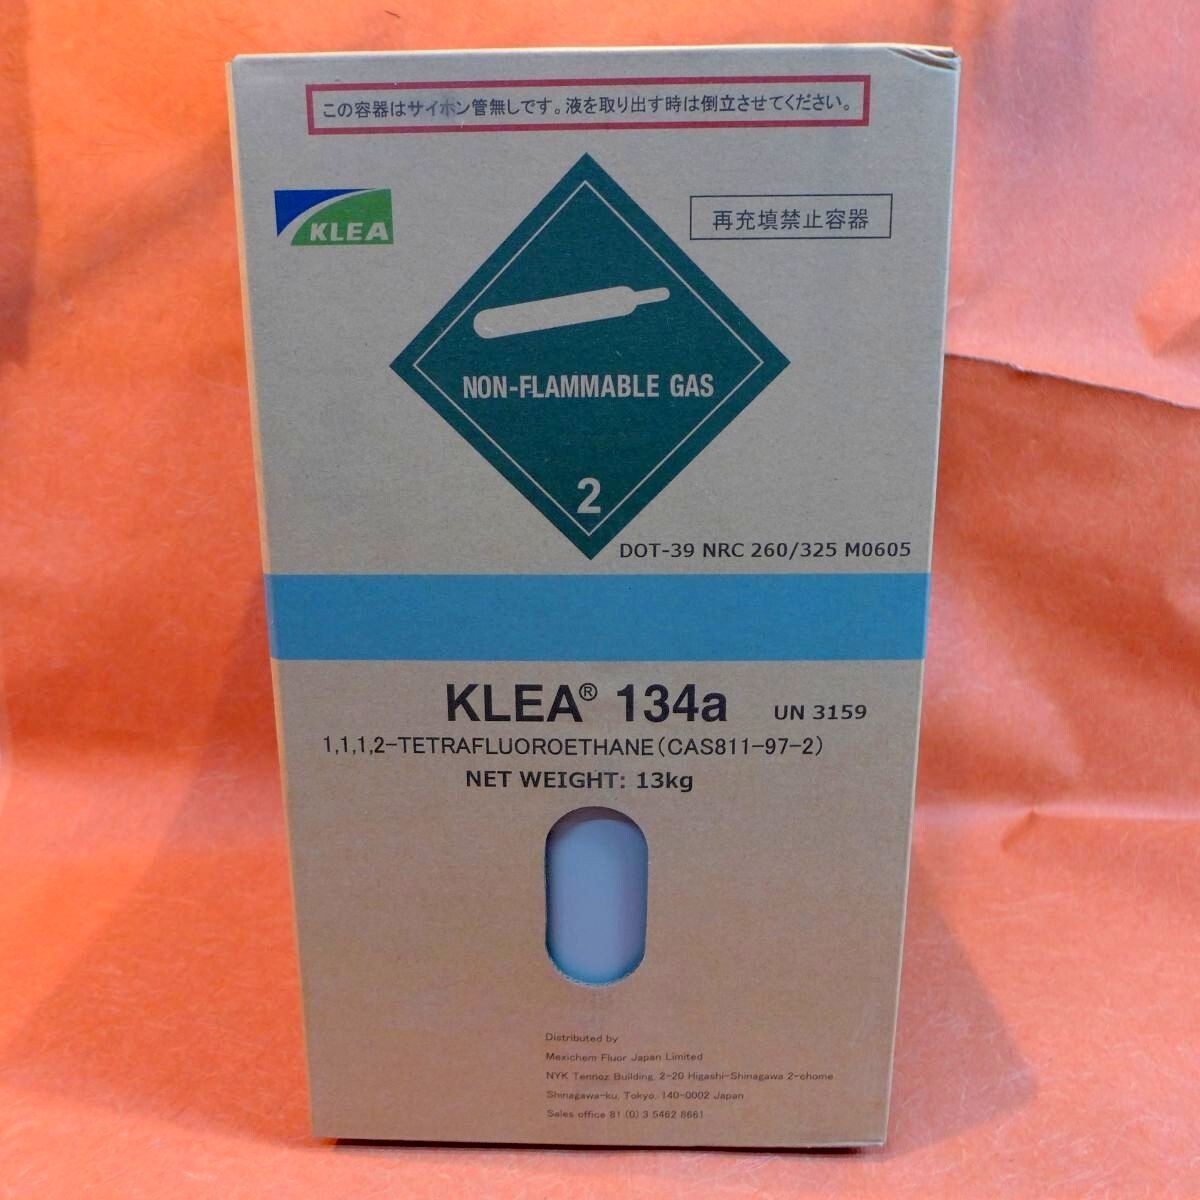 この容器はサイホン管無しです。液を取り出す時は倒立させてください。
KLEA
再充填禁止容器
NON-FLAMMABLE GAS
2
DOT-39 NRC 260/325 M0605
KLEA® 134a UN 3159
1,1,1,2-TETRAFLUOROETHANE(CAS811-97-2)
NET WEIGHT: 13kg
Distributed by
Mexichem Fluor Japan Limited
NYK Tennoz Building, 2-20 Higashi-Shinagawa 2-chome
Shinagawa-ku, Tokyo, 140-0002 Japan
Sales office 81 (0) 3 5462 8661